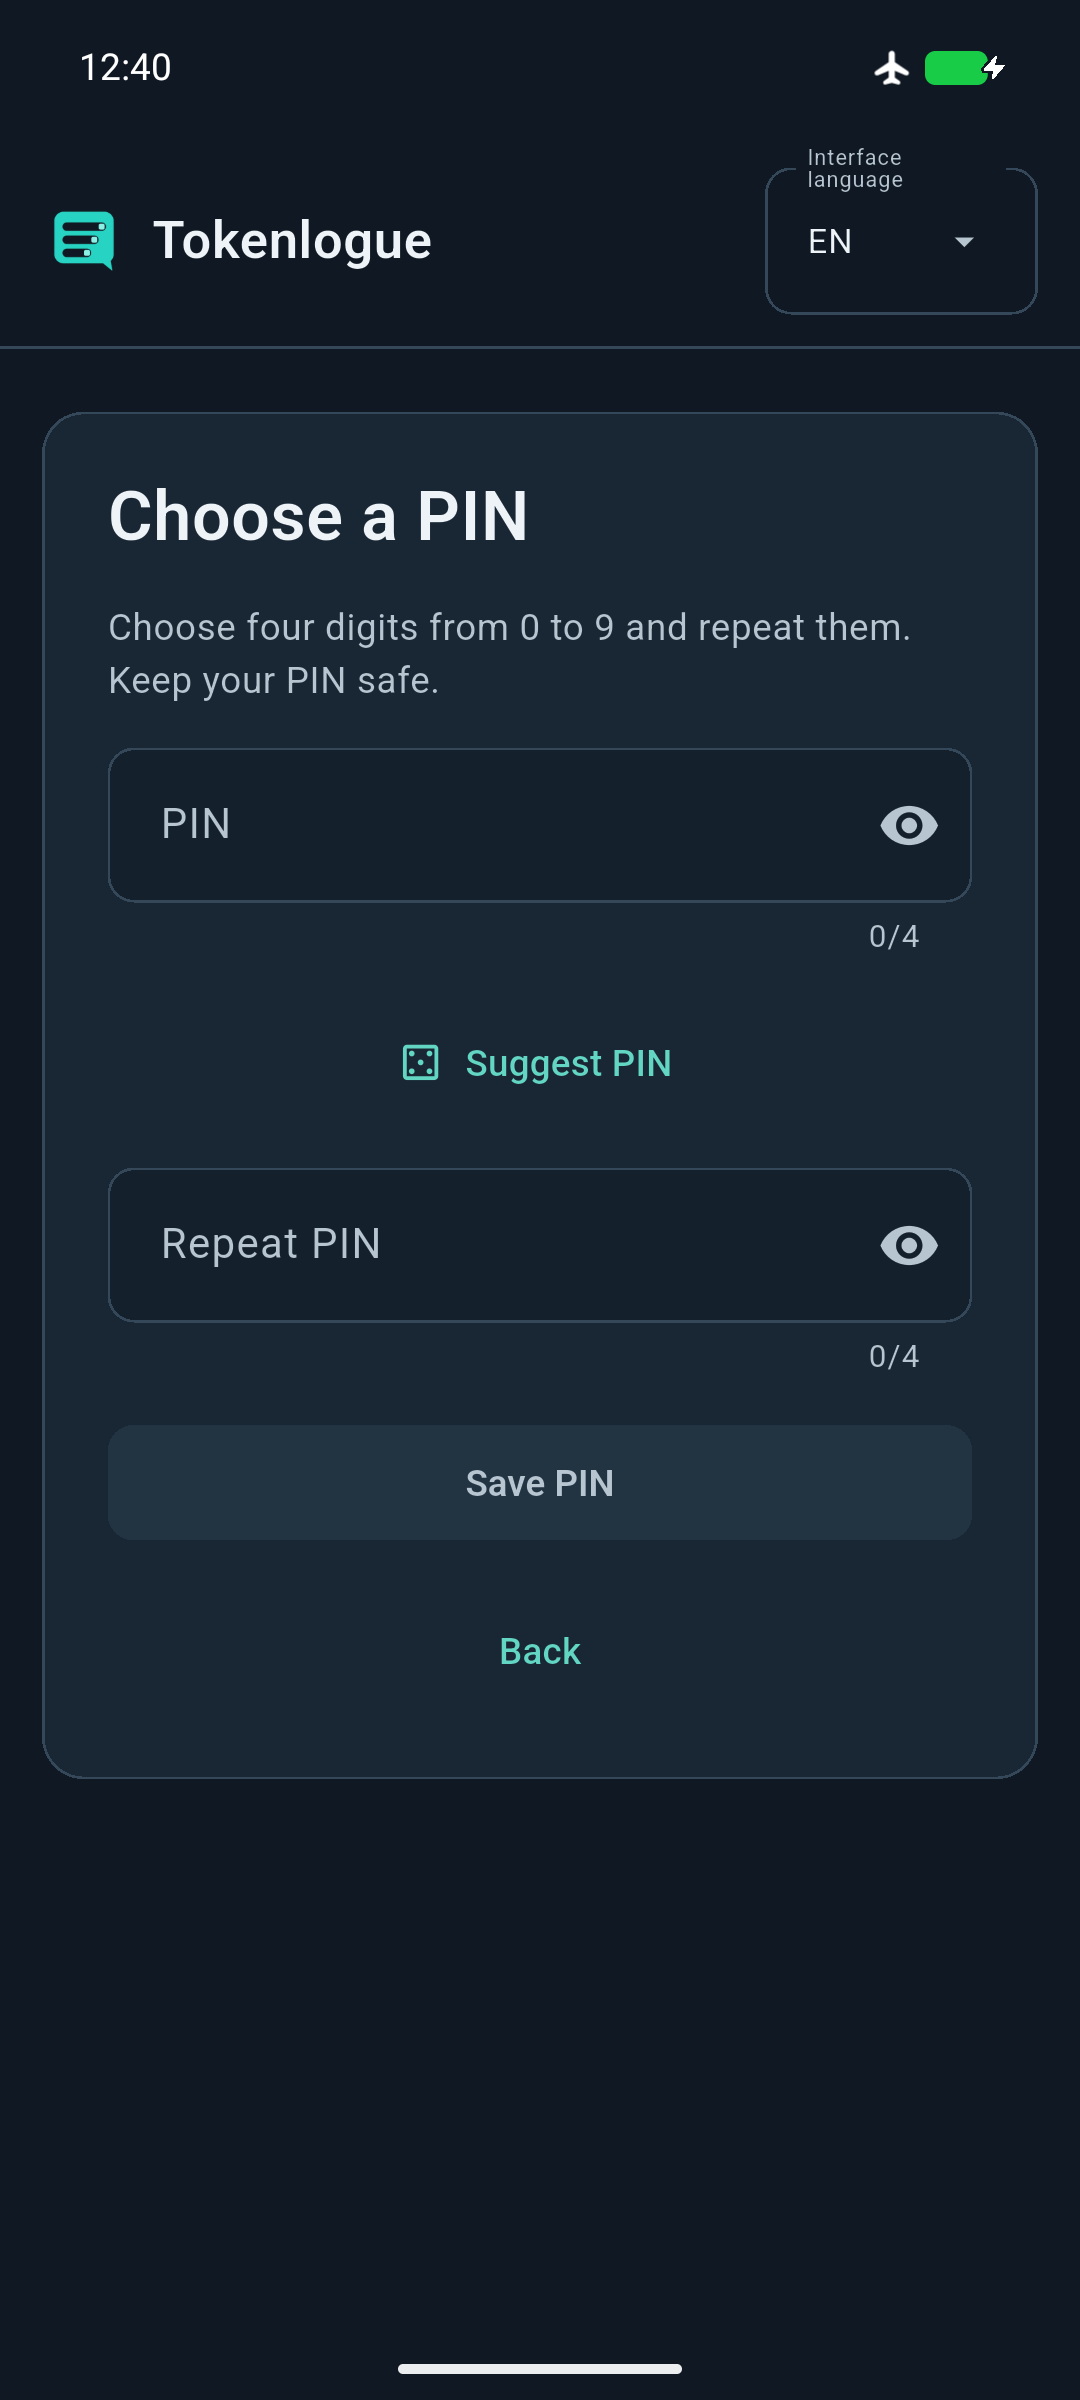 12:40
Tokenlogue
Interface
language
EN
Choose a PIN
Choose four digits from 0 to 9 and repeat them.
Keep your PIN safe.
PIN
0/4
Suggest PIN
Repeat PIN
0/4
Save PIN
Back